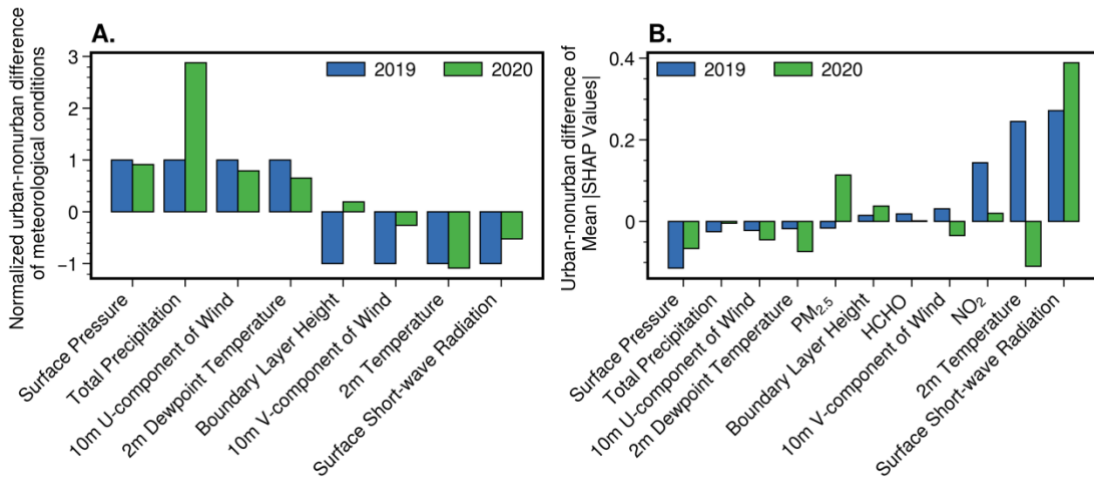 A.
Normalized urban-nonurban difference
of meteorological conditions
3
2
1
0
−1
2019
2020
Surface Pressure
Total Precipitation
10m U-component of Wind
2m Dewpoint Temperature
Boundary Layer Height
10m V-component of Wind
2m Temperature
Surface Short-wave Radiation
B.
Urban-nonurban difference of
Mean |SHAP Values|
0.4
0.2
0
2019
2020
Surface Pressure
Total Precipitation
10m U-component of Wind
2m Dewpoint Temperature
PM2.5
Boundary Layer Height
HCHO
10m V-component of Wind
NO2
2m Temperature
Surface Short-wave Radiation